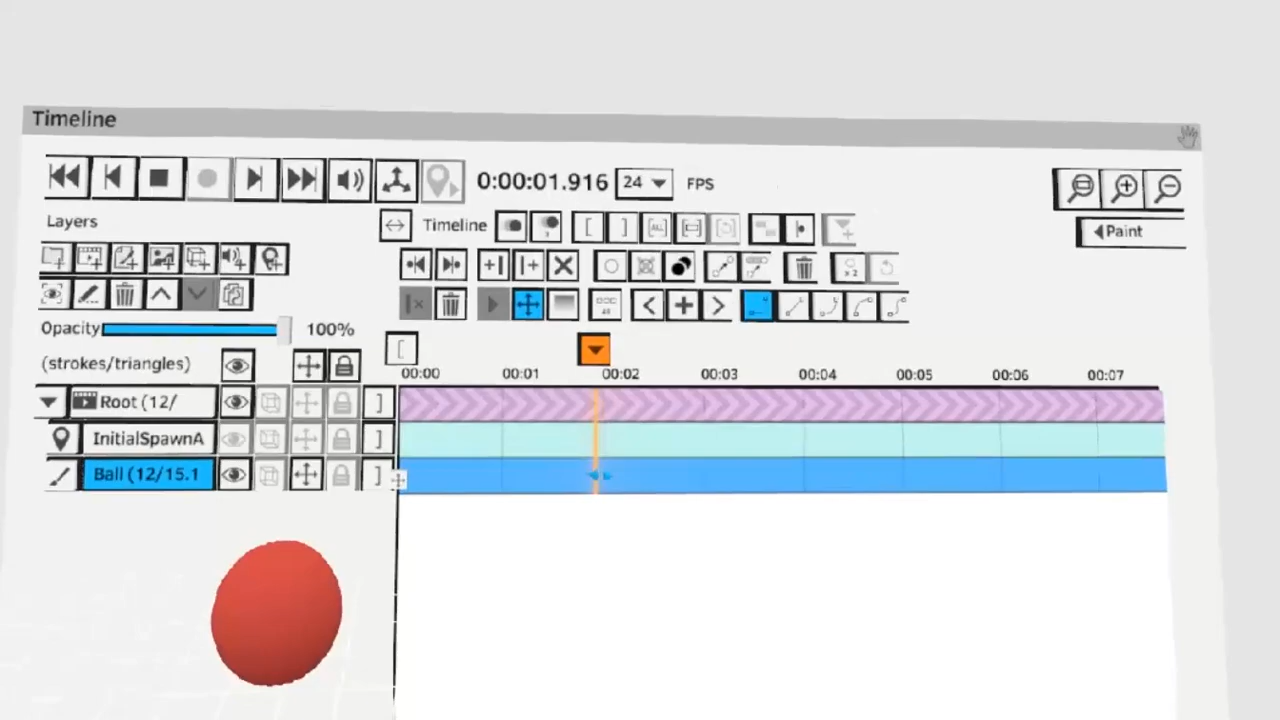 Timeline
0:00:01.916 24 FPS
Layers
Timeline
Paint
Opacity 100%
(strokes/triangles)
00:00 00:01 00:02 00:03 00:04 00:05 00:06 00:07
Root (12/
InitialSpawnA
Ball (12/15.1